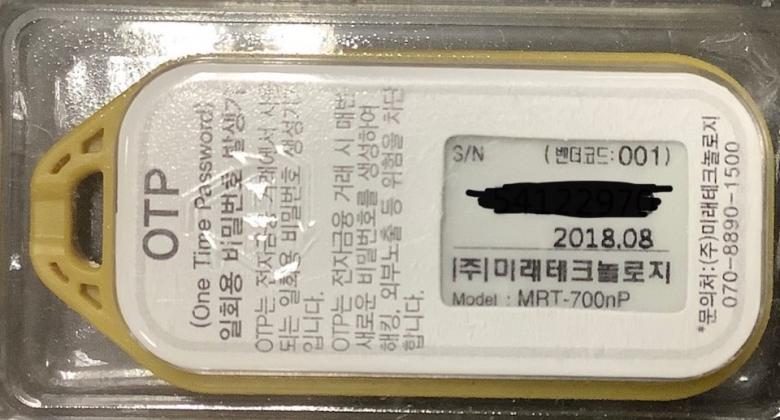 OTP
(One Time Password)
일회용 비밀번호 발생기
OTP는 전자금융 거래에서
되는 일회용 비밀번호 생성기
입니다.
OTP는 전자금융 거래 시 매번
새로운 비밀번호를 생성하여
해킹, 외부노출 등 위험을 차단
합니다.
S/N (벤더코드:001)
2018.08
(주)미래테크놀로지
Model : MRT-700nP
*문의처:(주)미래테크놀로지
070-8890-1500